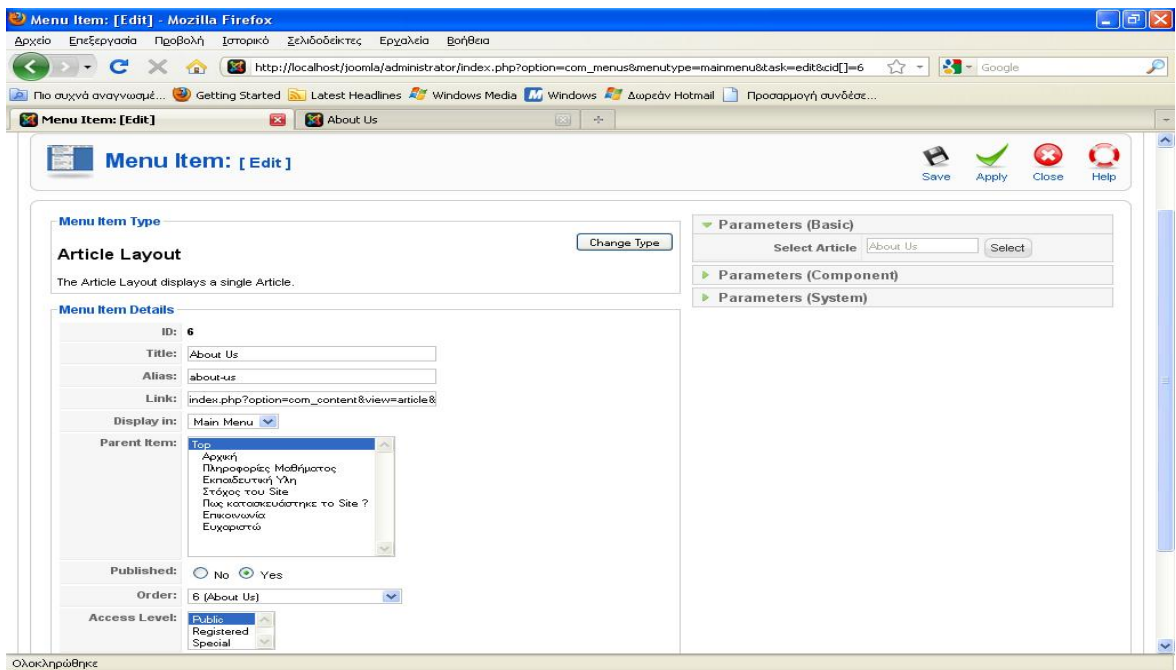 Menu Item: [Edit] - Mozilla Firefox
Αρχείο Επεξεργασία Προβολή Ιστορικό Σελιδοδείκτες Εργαλεία Βοήθεια
http://localhost/joomla/administrator/index.php?option=com_menus&menutype=mainmenu&task=edit&cid[]=6 Google
Πιο συχνά αναγνωσμέ... Getting Started Latest Headlines Windows Media Windows Δωρεάν Hotmail Προσαρμογή συνδέσε...
Menu Item: [Edit] About Us
Menu Item: [ Edit ]
Save Apply Close Help
Menu Item Type
Change Type
Article Layout
The Article Layout displays a single Article.
Parameters (Basic)
Select Article About Us Select
Parameters (Component)
Parameters (System)
Menu Item Details
ID: 6
Title: About Us
Alias: about-us
Link: index.php?option=com_content&view=article&
Display in: Main Menu
Parent Item: Top
Αρχική
Πληροφορίες Μαθήματος
Εκπαιδευτική Υλη
Στόχος του Site
Πως κατασκευάστηκε το Site ?
Επικοινωνία
Ευχαριστώ
Published: No Yes
Order: 6 (About Us)
Access Level: Public
Registered
Special
Ολοκληρώθηκε